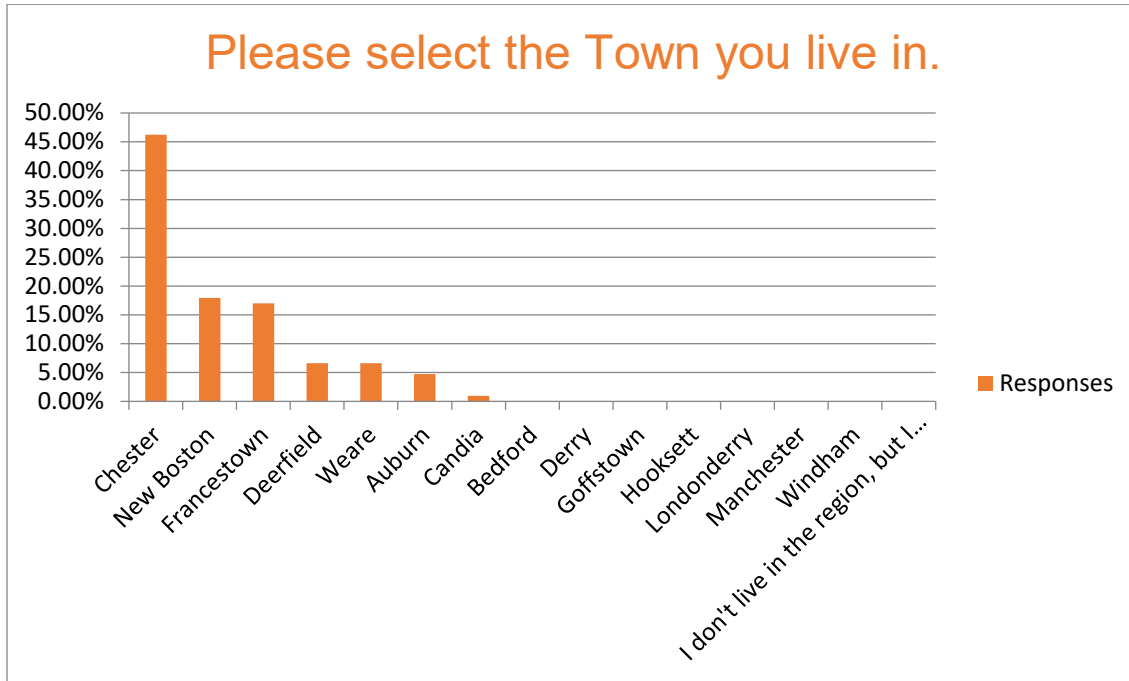 Please select the Town you live in.
50.00%
45.00%
40.00%
35.00%
30.00%
25.00%
20.00%
15.00%
10.00%
5.00%
0.00%
Responses
Chester
New Boston
Francestown
Deerfield
Weare
Auburn
Candia
Bedford
Derry
Goffstown
Hooksett
Londonderry
Manchester
Windham
I don't live in the region, but I...